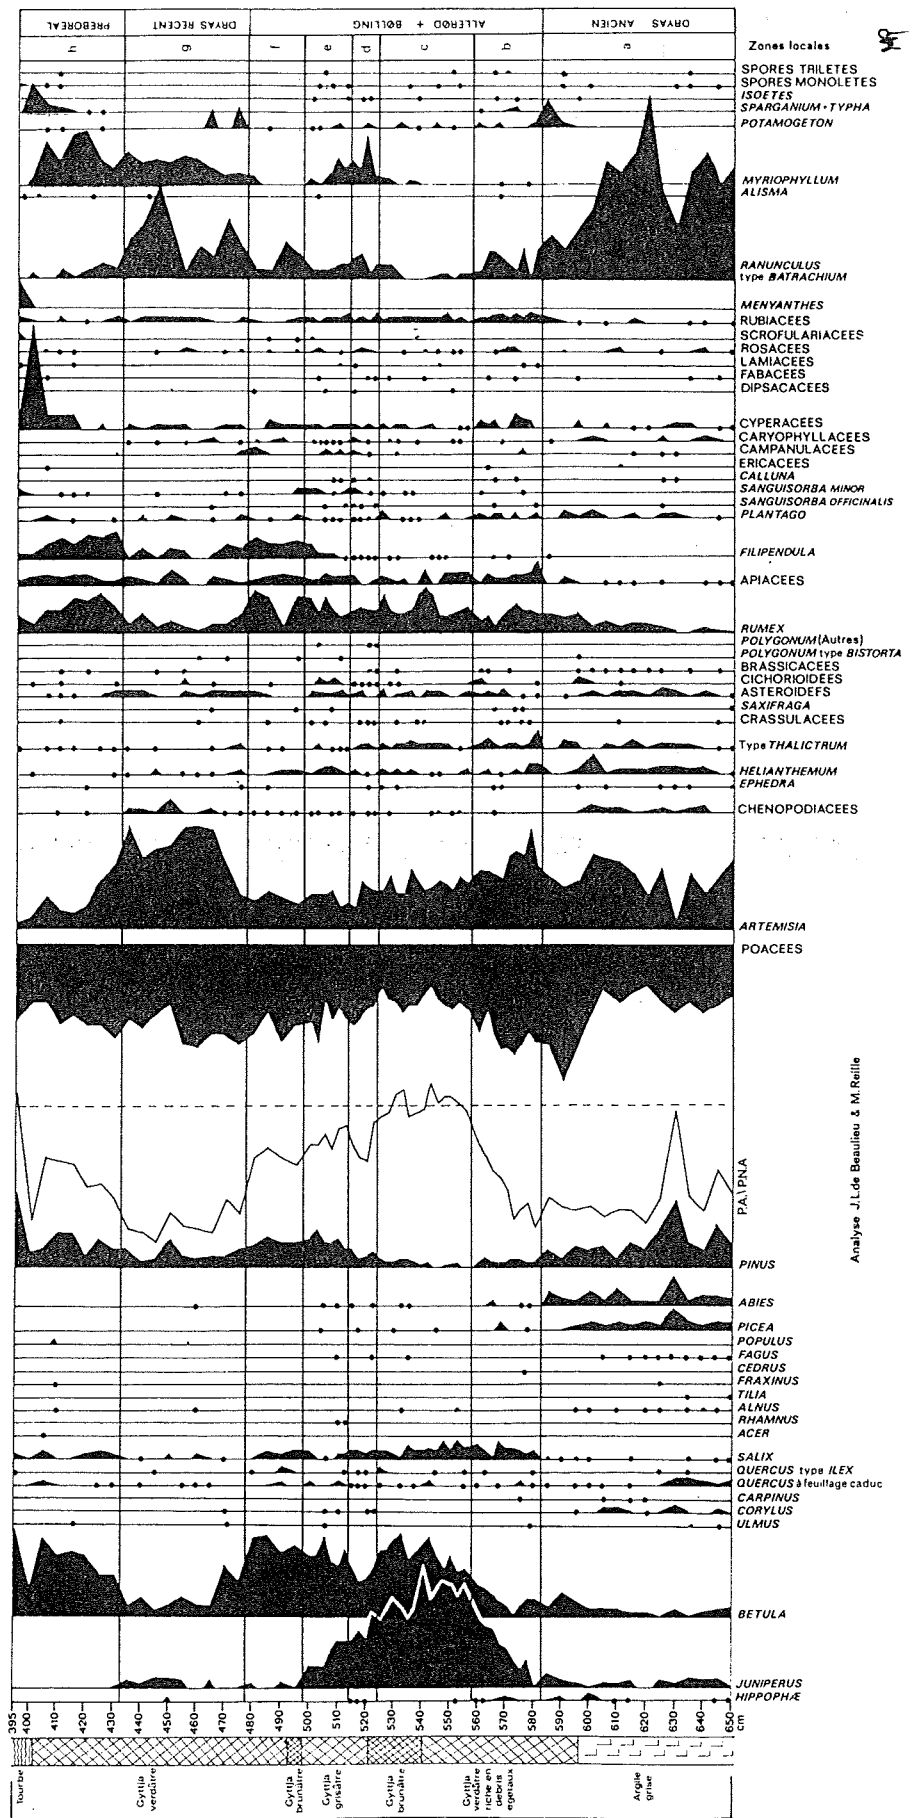 PREBOREAL
DRYAS RECENT
ALLERØD + BØLLING
DRYAS ANCIEN
h
g
f
e
d
c
b
a
Zones locales
SPORES TRILETES
SPORES MONOLETES
ISOETES
SPARGANIUM + TYPHA
POTAMOGETON
MYRIOPHYLLUM
ALISMA
RANUNCULUS
type BATRACHIUM
MENYANTHES
RUBIACEES
SCROFULARIACEES
ROSACEES
LAMIACEES
FABACEES
DIPSACACEES
CYPERACEES
CARYOPHYLLACEES
CAMPANULACEES
ERICACEES
CALLUNA
SANGUISORBA MINOR
SANGUISORBA OFFICINALIS
PLANTAGO
FILIPENDULA
APIACEES
RUMEX
POLYGONUM (Autres)
POLYGONUM type BISTORTA
BRASSICACEES
CICHORIOIDEES
ASTEROIDEES
SAXIFRAGA
CRASSULACEES
Type THALICTRUM
HELIANTHEMUM
EPHEDRA
CHENOPODIACEES
ARTEMISIA
POACEES
P.A.\P.N.A
Analyse J.L.de Beaulieu & M.Reille
PINUS
ABIES
PICEA
POPULUS
FAGUS
CEDRUS
FRAXINUS
TILIA
ALNUS
RHAMNUS
ACER
SALIX
QUERCUS type ILEX
QUERCUS à feuillage caduc
CARPINUS
CORYLUS
ULMUS
BETULA
JUNIPERUS
HIPPOPHÆ
395
400
410
420
430
440
450
460
470
480
490
500
510
520
530
540
550
560
570
580
590
600
610
620
630
640
650
cm
Tourbe
Gyttja
verdâtre
Gyttja
brunâtre
Gyttja
grisâtre
Gyttja
brunâtre
Gyttja
verdâtre
riche en
debris
egetaux
Argile
grise